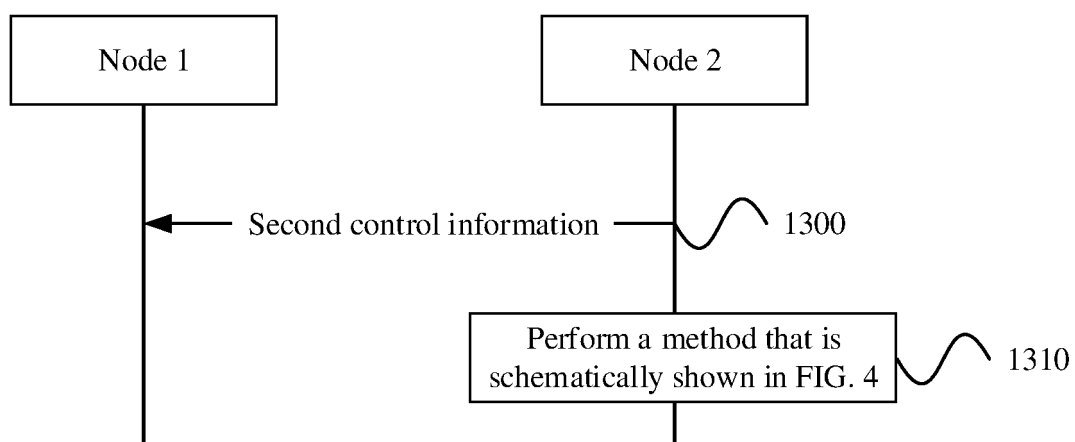 Node 1
Node 2
Second control information
1300
Perform a method that is
schematically shown in FIG. 4
1310